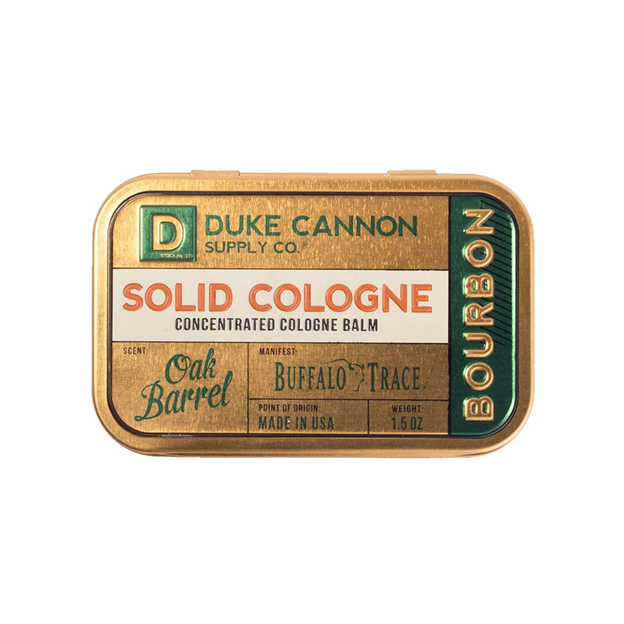 D
DUKE CANNON
SUPPLY CO.®
SOLID COLOGNE
CONCENTRATED COLOGNE BALM
SCENT:
Oak
Barrel
MANIFEST:
BUFFALO TRACE
POINT OF ORIGIN:
MADE IN USA
WEIGHT:
1.5 OZ
BOURBON